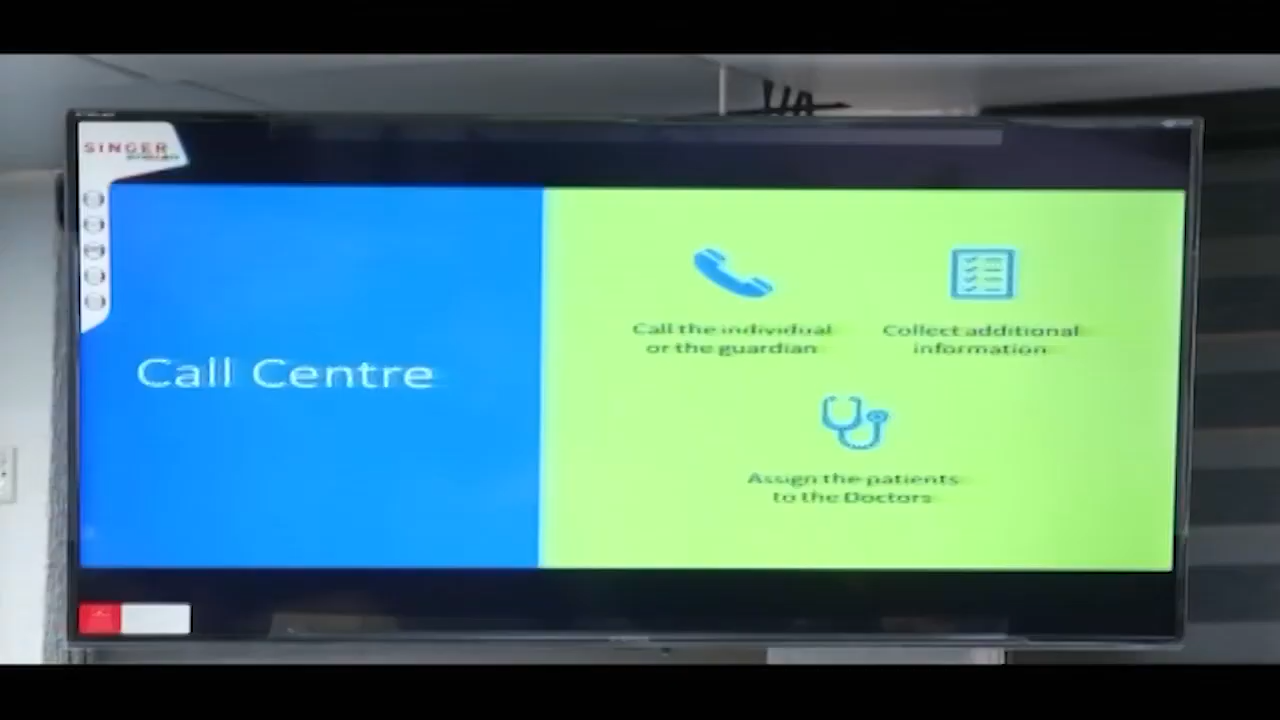 SINGER
Call Centre
Call the individual
or the guardian
Collect additional
information
Assign the patients
to the Doctors